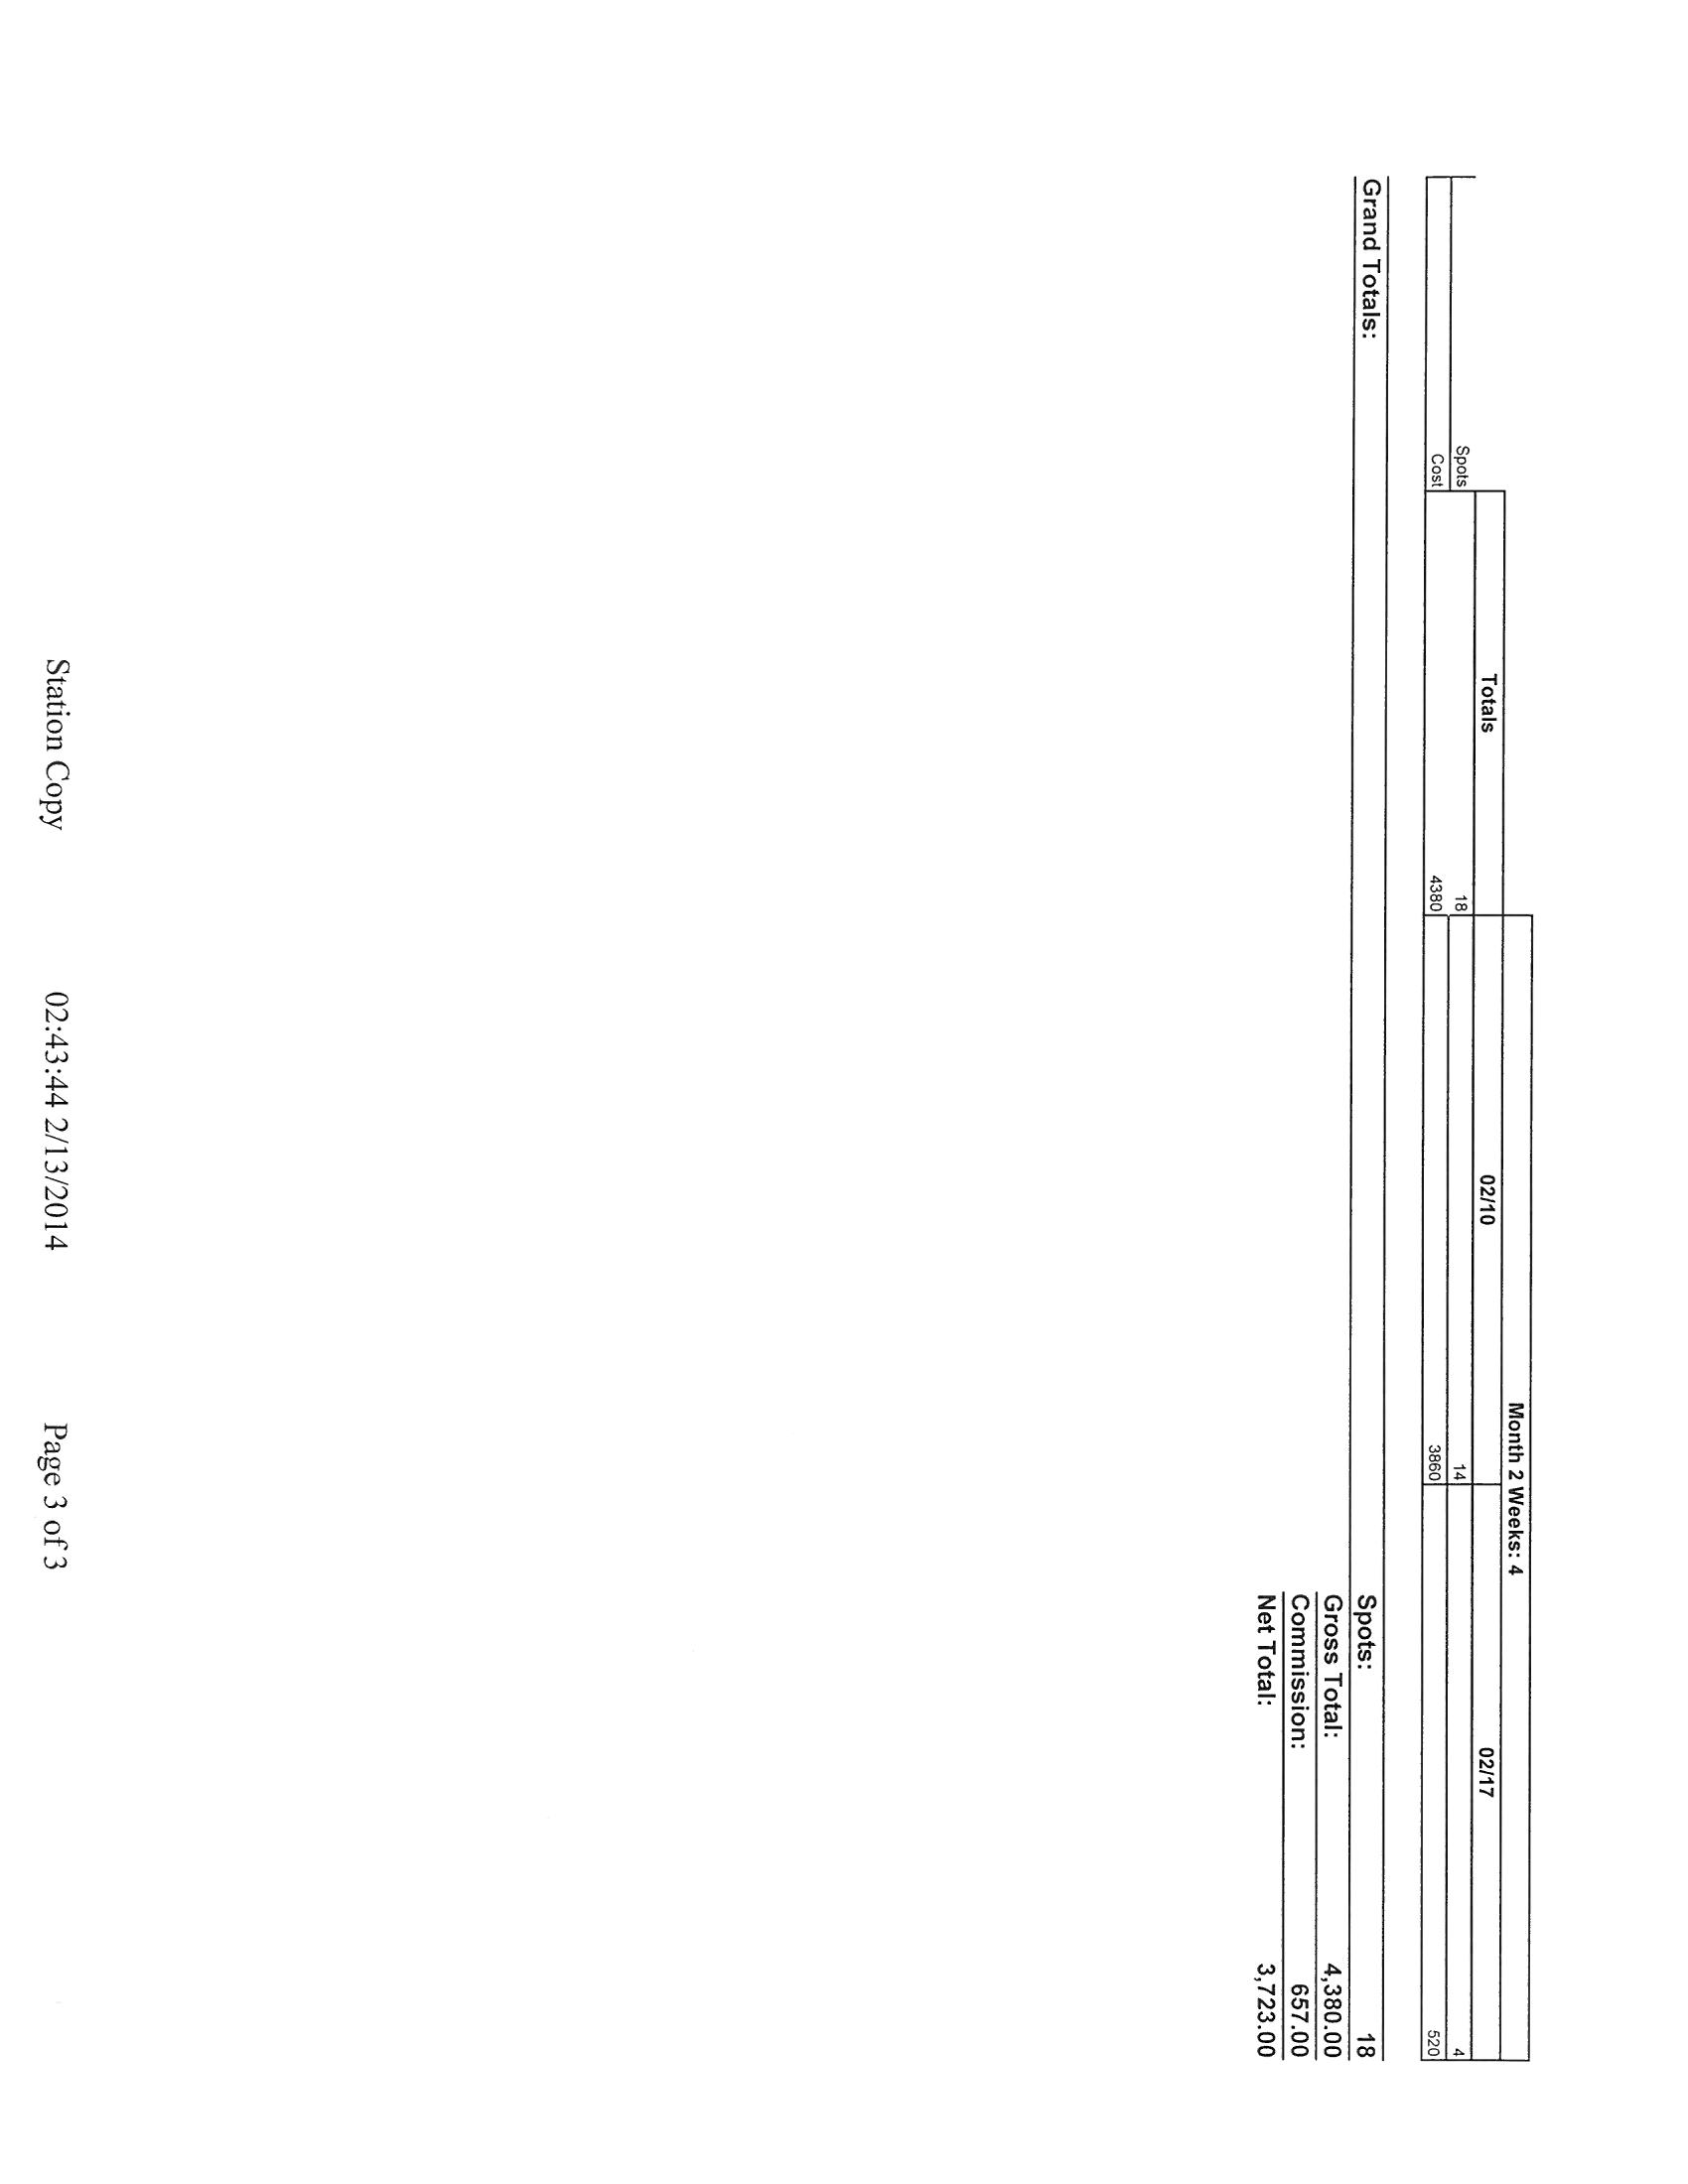 Month 2 Weeks: 4
Totals 02/10 02/17
Spots 18 14 4
Cost 4380 3860 520
Grand Totals: Spots: 18
Gross Total: 4,380.00
Commission: 657.00
Net Total: 3,723.00
Station Copy 02:43:44 2/13/2014 Page 3 of 3